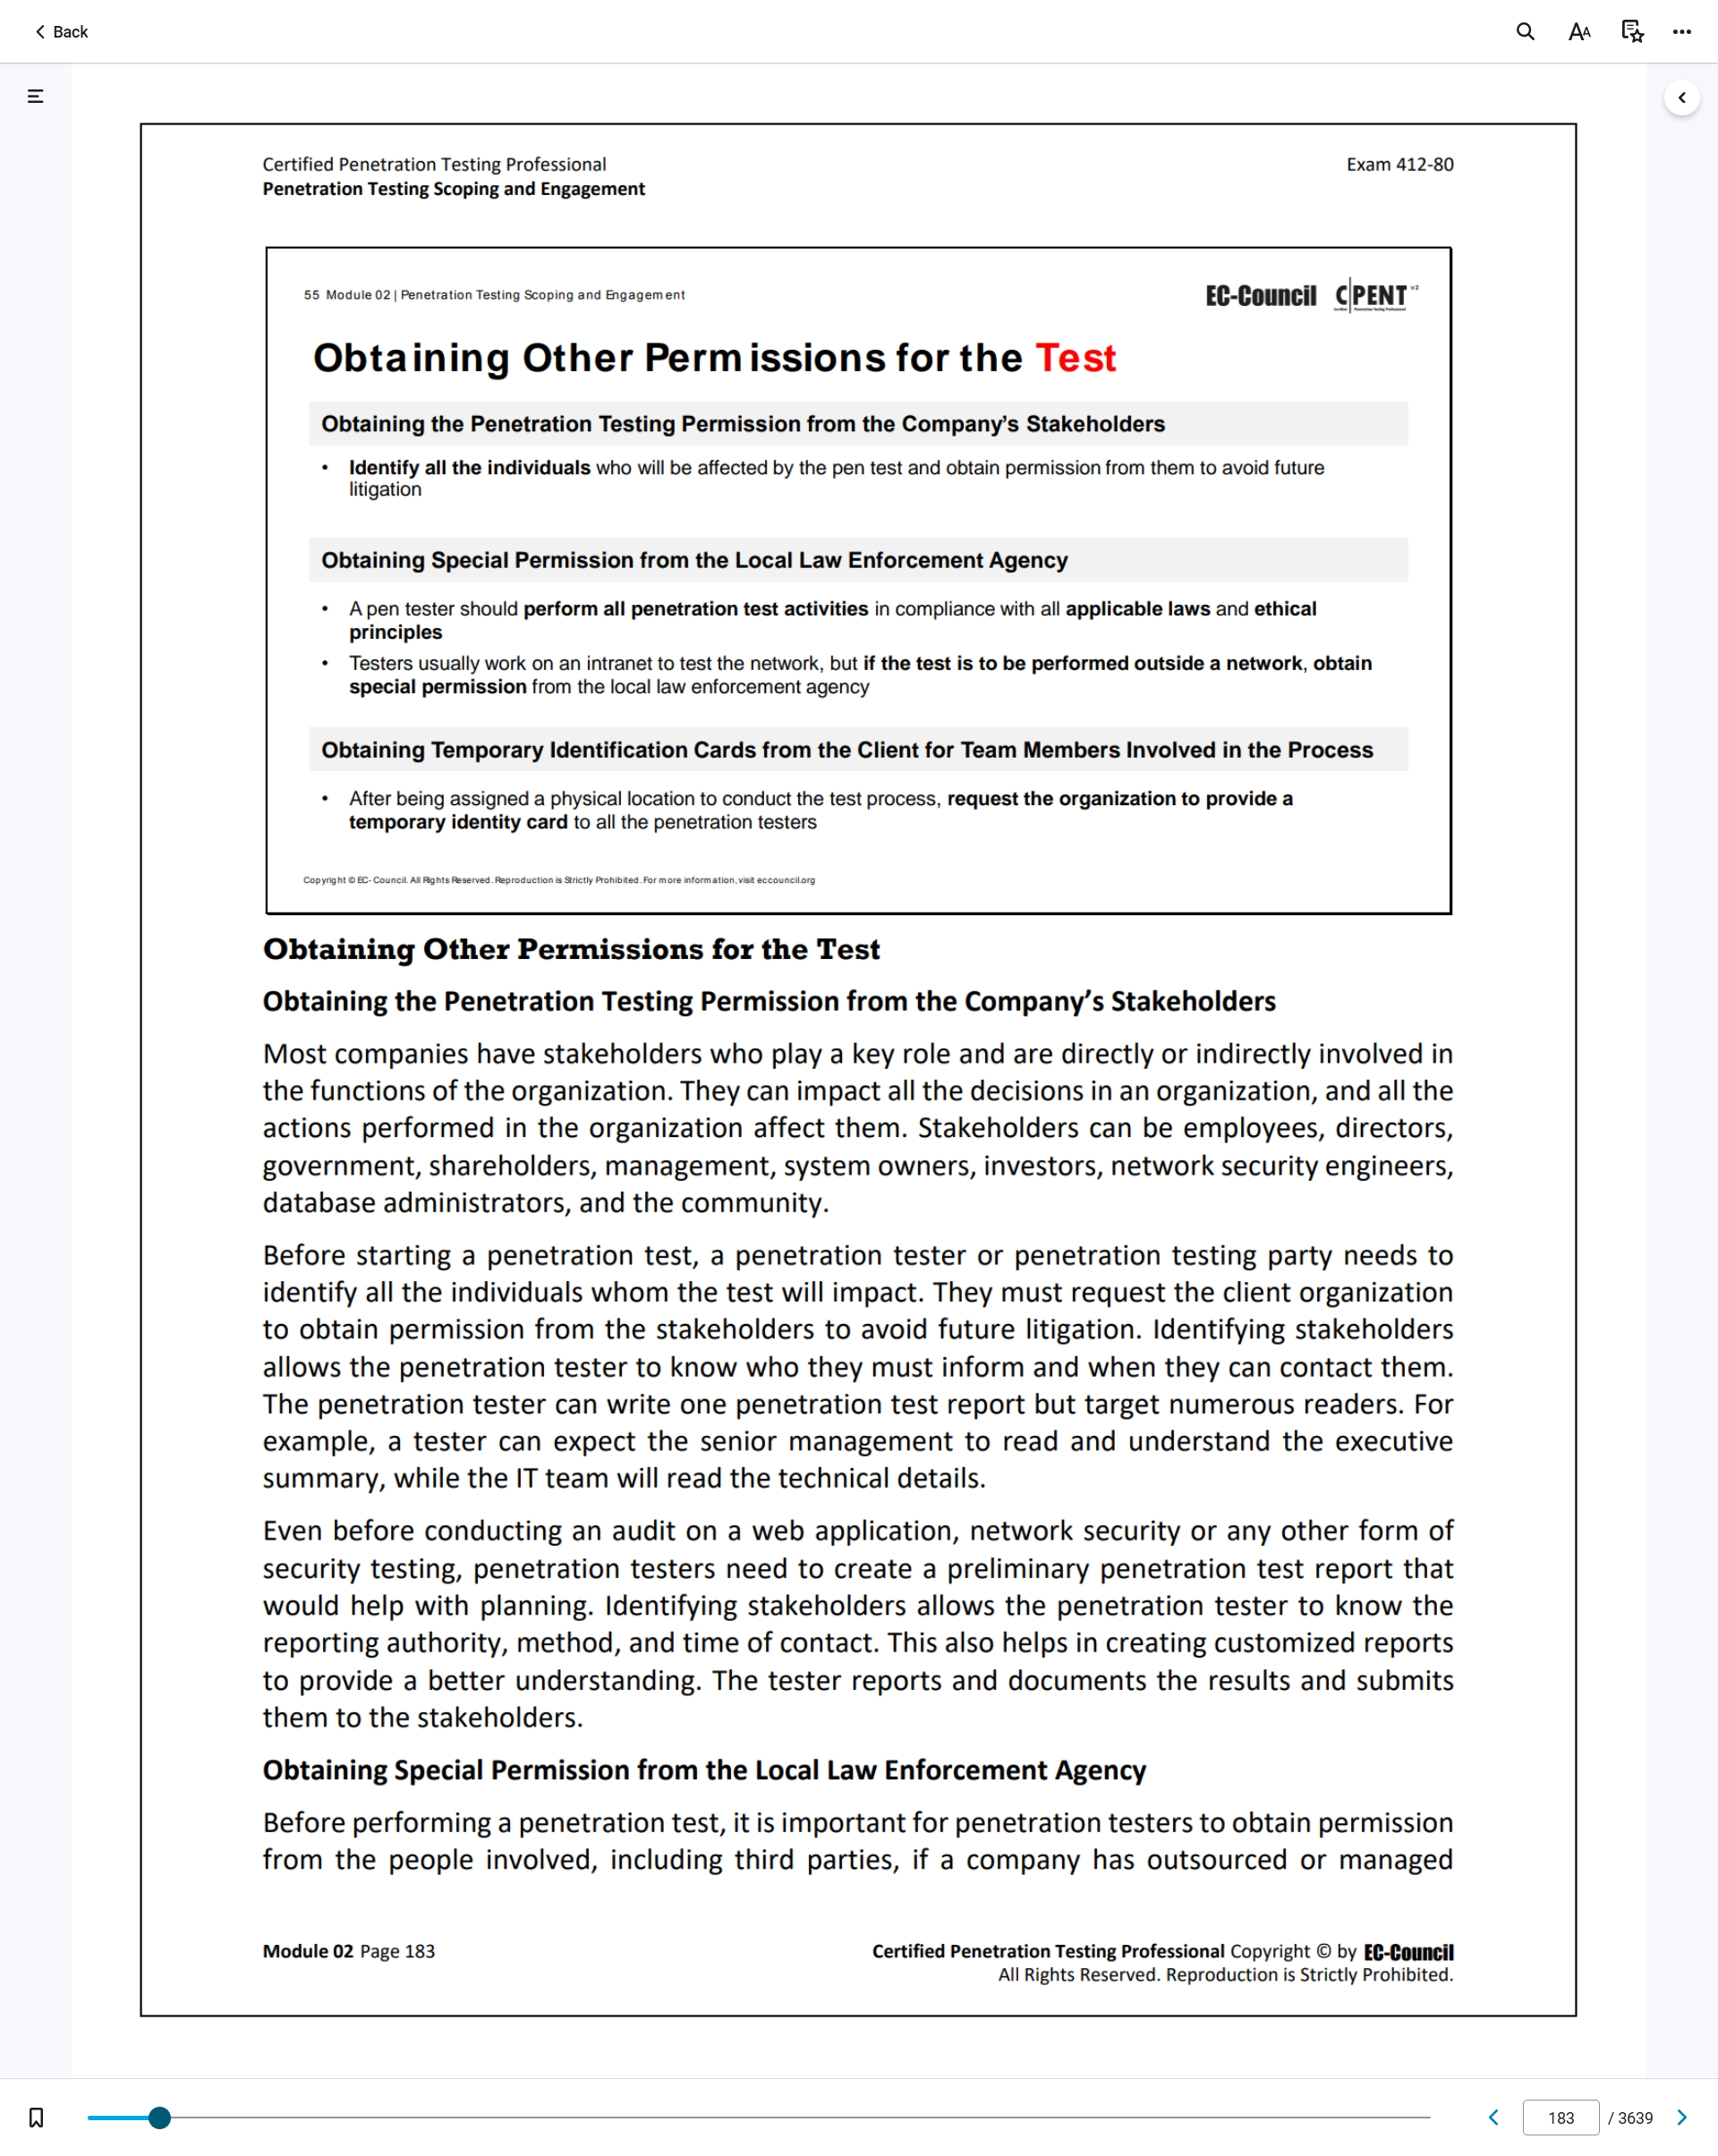 Back
Certified Penetration Testing Professional
Exam 412-80
Penetration Testing Scoping and Engagement
55 Module 02 | Penetration Testing Scoping and Engagement
EC-Council C|PENT v2
Obtaining Other Permissions for the Test
Obtaining the Penetration Testing Permission from the Company’s Stakeholders
• Identify all the individuals who will be affected by the pen test and obtain permission from them to avoid future
litigation
Obtaining Special Permission from the Local Law Enforcement Agency
• A pen tester should perform all penetration test activities in compliance with all applicable laws and ethical
principles
• Testers usually work on an intranet to test the network, but if the test is to be performed outside a network, obtain
special permission from the local law enforcement agency
Obtaining Temporary Identification Cards from the Client for Team Members Involved in the Process
• After being assigned a physical location to conduct the test process, request the organization to provide a
temporary identity card to all the penetration testers
Copyright © EC-Council. All Rights Reserved. Reproduction is Strictly Prohibited. For more information, visit eccouncil.org
Obtaining Other Permissions for the Test
Obtaining the Penetration Testing Permission from the Company’s Stakeholders
Most companies have stakeholders who play a key role and are directly or indirectly involved in
the functions of the organization. They can impact all the decisions in an organization, and all the
actions performed in the organization affect them. Stakeholders can be employees, directors,
government, shareholders, management, system owners, investors, network security engineers,
database administrators, and the community.
Before starting a penetration test, a penetration tester or penetration testing party needs to
identify all the individuals whom the test will impact. They must request the client organization
to obtain permission from the stakeholders to avoid future litigation. Identifying stakeholders
allows the penetration tester to know who they must inform and when they can contact them.
The penetration tester can write one penetration test report but target numerous readers. For
example, a tester can expect the senior management to read and understand the executive
summary, while the IT team will read the technical details.
Even before conducting an audit on a web application, network security or any other form of
security testing, penetration testers need to create a preliminary penetration test report that
would help with planning. Identifying stakeholders allows the penetration tester to know the
reporting authority, method, and time of contact. This also helps in creating customized reports
to provide a better understanding. The tester reports and documents the results and submits
them to the stakeholders.
Obtaining Special Permission from the Local Law Enforcement Agency
Before performing a penetration test, it is important for penetration testers to obtain permission
from the people involved, including third parties, if a company has outsourced or managed
Module 02 Page 183
Certified Penetration Testing Professional Copyright © by EC-Council
All Rights Reserved. Reproduction is Strictly Prohibited.
183 / 3639